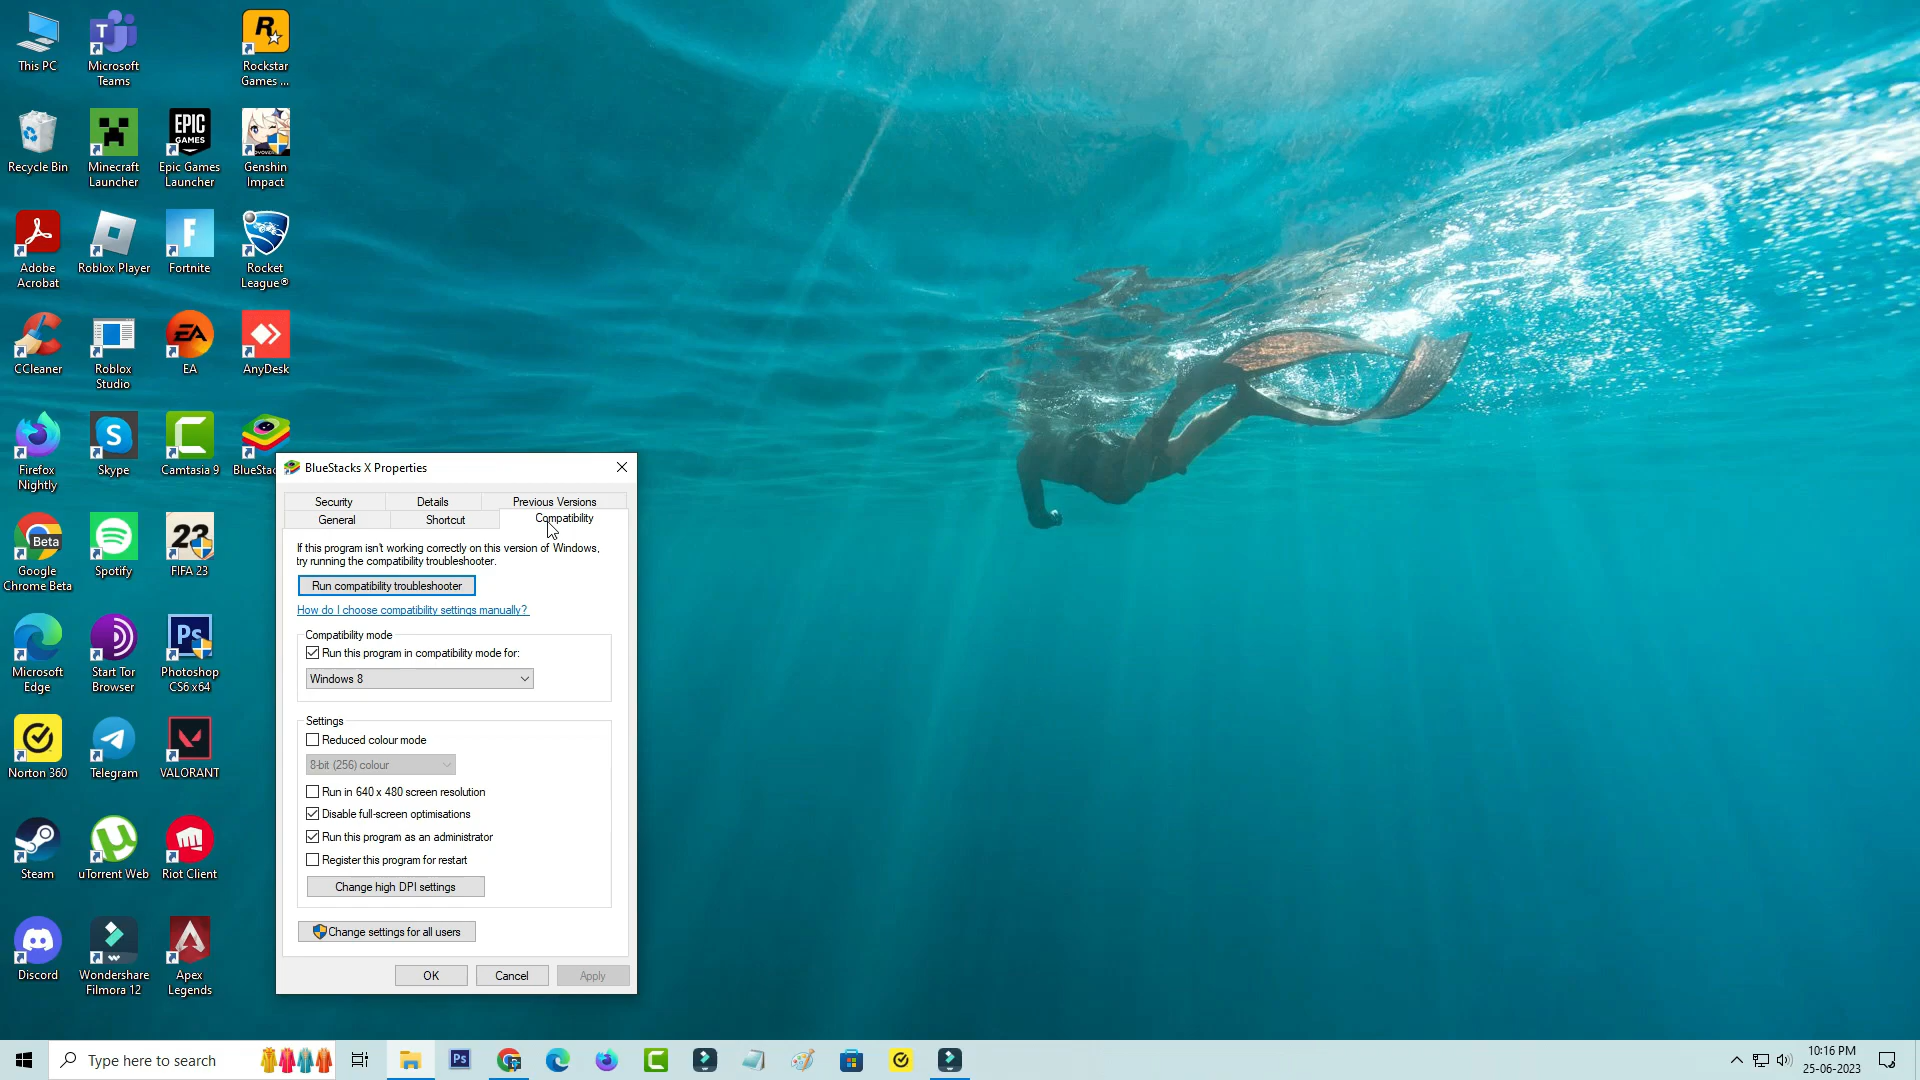 This PC
Microsoft
Teams
Rockstar
Games ...
Recycle Bin
Minecraft
Launcher
EPIC
GAMES
Epic Games
Launcher
Genshin
Impact
Adobe
Acrobat
Roblox Player
Fortnite
Rocket
League®
CCleaner
Roblox
Studio
EA
EA
AnyDesk
Firefox
Nightly
Skype
Camtasia 9
BlueStac
Beta
Google
Chrome Beta
Spotify
23
FIFA 23
Microsoft
Edge
Start Tor
Browser
Ps
Photoshop
CS6 x64
Norton 360
Telegram
VALORANT
Steam
uTorrent Web
Riot Client
Discord
Wondershare
Filmora 12
Apex
Legends
BlueStacks X Properties
Security
Details
Previous Versions
General
Shortcut
Compatibility
If this program isn't working correctly on this version of Windows,
try running the compatibility troubleshooter.
Run compatibility troubleshooter
How do I choose compatibility settings manually?
Compatibility mode
Run this program in compatibility mode for:
Windows 8
Settings
Reduced colour mode
8-bit (256) colour
Run in 640 x 480 screen resolution
Disable full-screen optimisations
Run this program as an administrator
Register this program for restart
Change high DPI settings
Change settings for all users
OK
Cancel
Apply
Type here to search
Ps
10:16 PM
25-06-2023